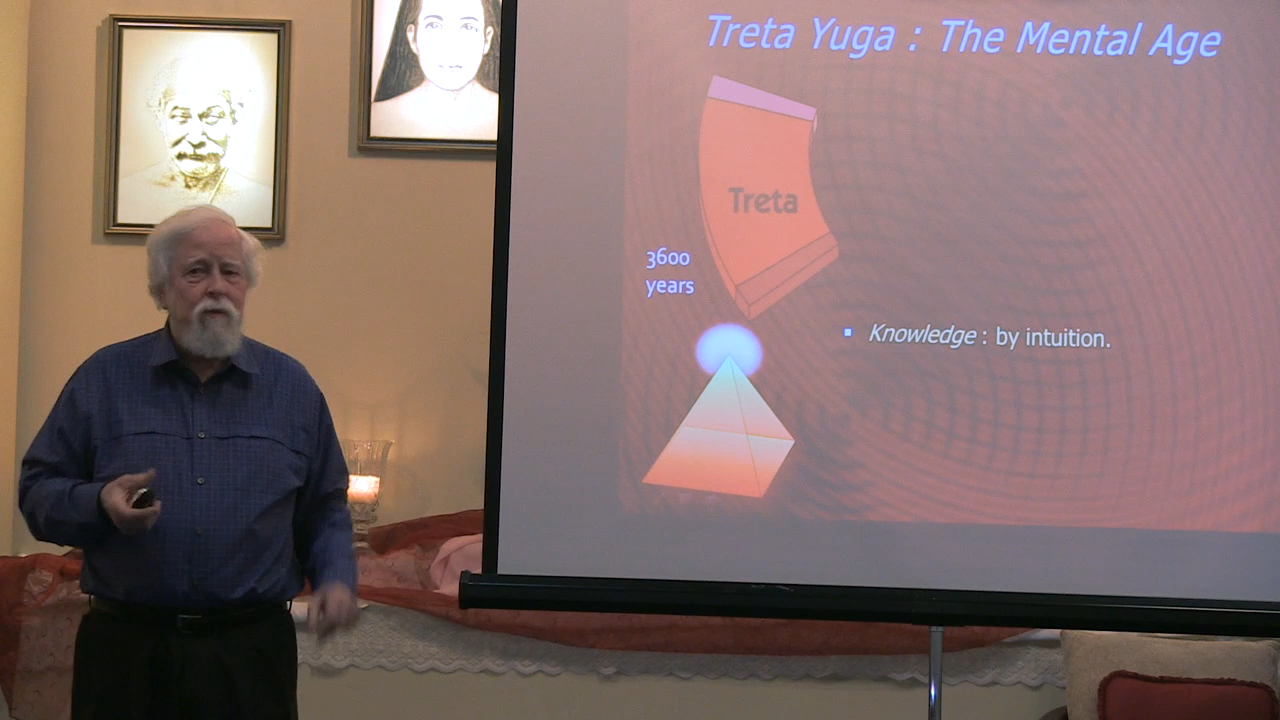 Treta Yuga : The Mental Age
Treta
3600
years
▪ Knowledge : by intuition.